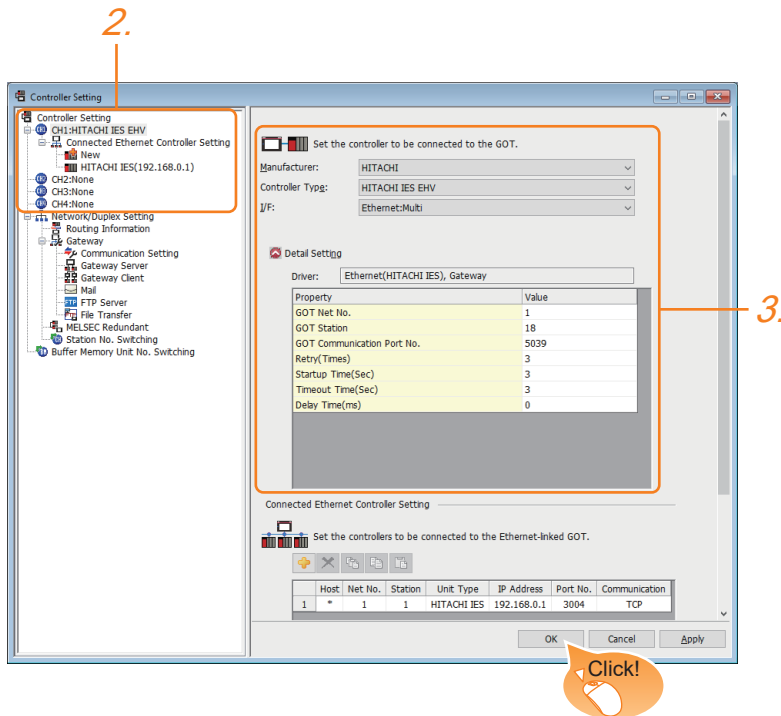 2.
Controller Setting
Controller Setting
CH1:HITACHI IES EHV
Connected Ethernet Controller Setting
New
HITACHI IES(192.168.0.1)
CH2:None
CH3:None
CH4:None
Network/Duplex Setting
Routing Information
Gateway
Communication Setting
Gateway Server
Gateway Client
Mail
FTP Server
File Transfer
MELSEC Redundant
Station No. Switching
Buffer Memory Unit No. Switching
Set the controller to be connected to the GOT.
Manufacturer: HITACHI
Controller Type: HITACHI IES EHV
I/F: Ethernet:Multi
3.
Detail Setting
Driver: Ethernet(HITACHI IES), Gateway
Property Value
GOT Net No. 1
GOT Station 18
GOT Communication Port No. 5039
Retry(Times) 3
Startup Time(Sec) 3
Timeout Time(Sec) 3
Delay Time(ms) 0
Connected Ethernet Controller Setting
Set the controllers to be connected to the Ethernet-linked GOT.
Host Net No. Station Unit Type IP Address Port No. Communication
1 * 1 1 HITACHI IES 192.168.0.1 3004 TCP
OK Cancel Apply
Click!